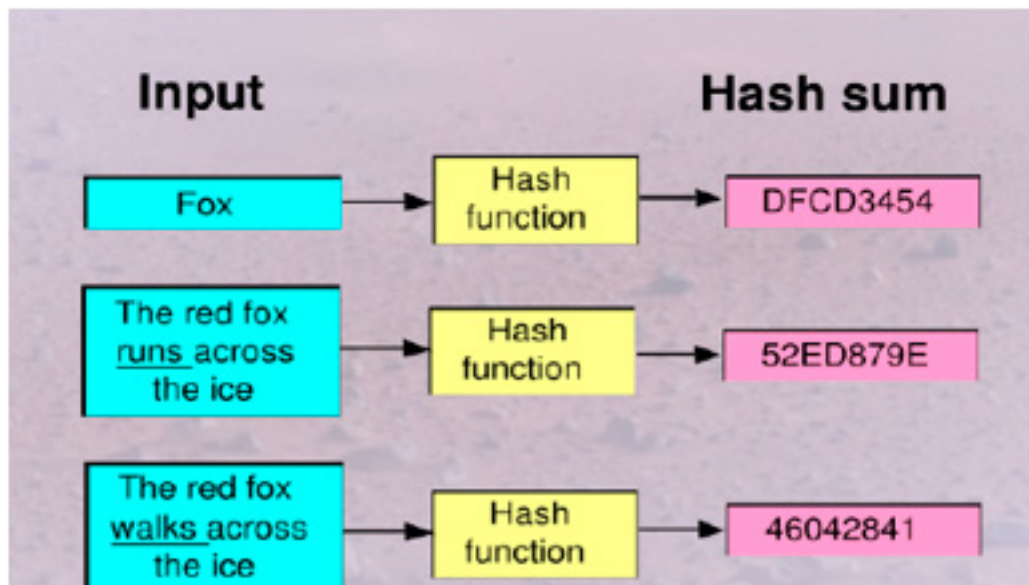 Input
Hash sum
Fox
Hash
function
DFCD3454
The red fox
runs across
the ice
Hash
function
52ED879E
The red fox
walks across
the ice
Hash
function
46042841